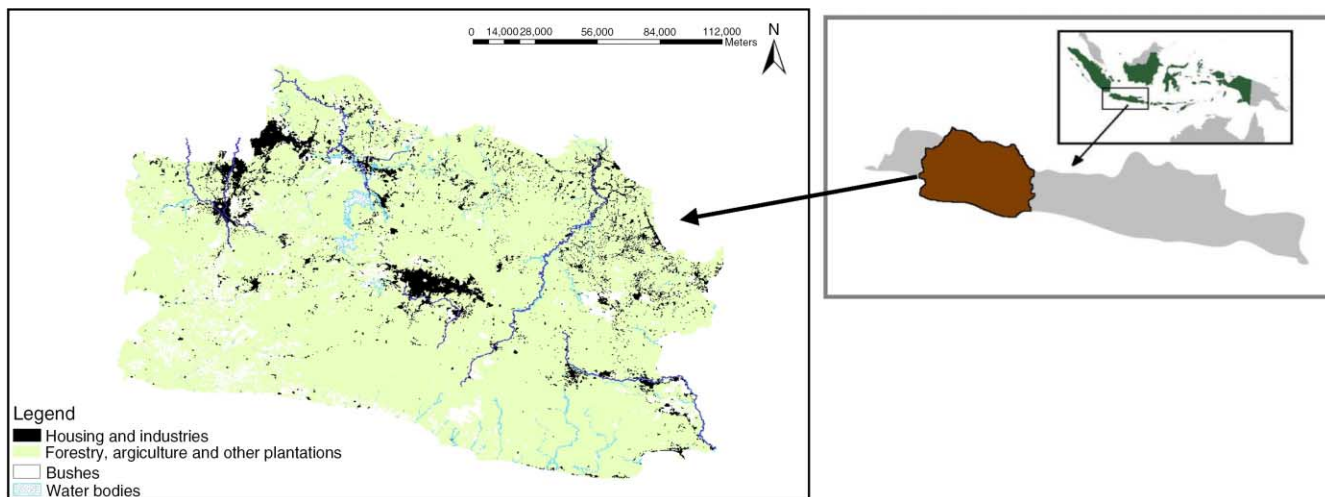 0 14,000 28,000 56,000 84,000 112,000
Meters
N
Legend
Housing and industries
Forestry, argiculture and other plantations
Bushes
Water bodies